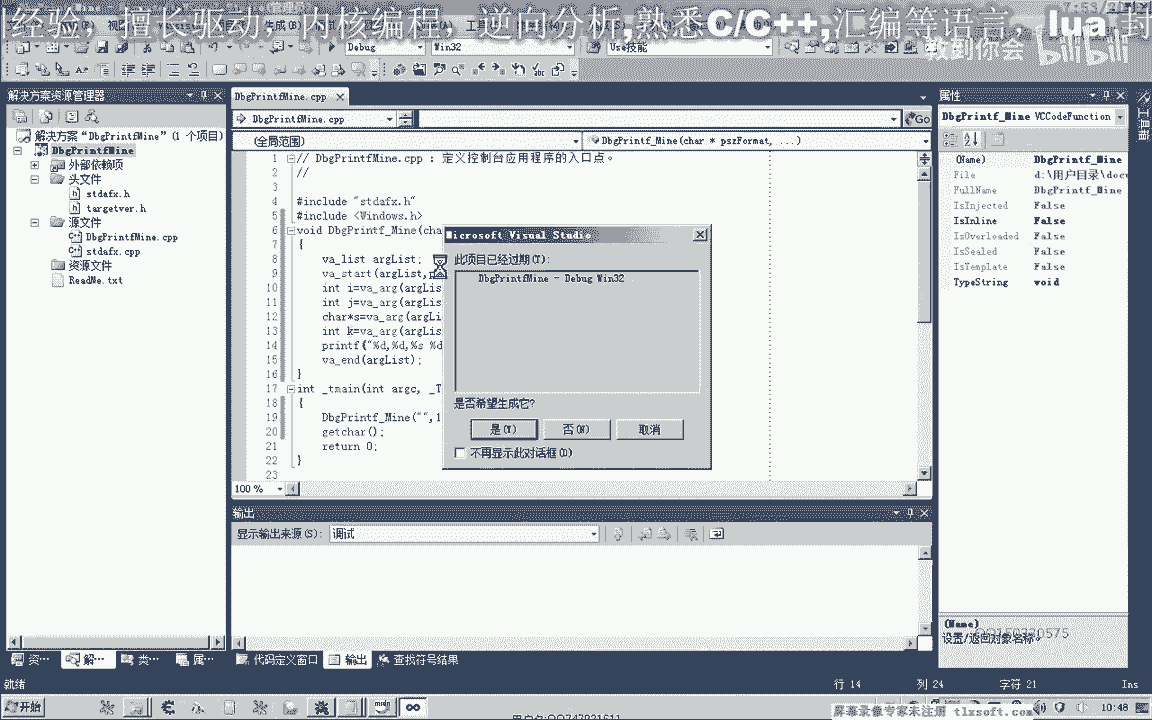 经验，擅长驱动，内核编程，逆向分析,熟悉C/C++,汇编等语言，lua 封
教到你会
bilibili
Debug
Win32
Use技能
解决方案资源管理器
解决方案“DbgPrintfMine”(1 个项目)
DbgPrintfMine
外部依赖项
头文件
stdafx.h
targetver.h
源文件
DbgPrintfMine.cpp
stdafx.cpp
资源文件
ReadMe.txt
DbgPrintfMine.cpp
DbgPrintfMine.cpp
Go
(全局范围)
DbgPrintf_Mine(char * pszFormat, ...)
1 // DbgPrintfMine.cpp : 定义控制台应用程序的入口点。
2 //
3
4 #include "stdafx.h"
5 #include <Windows.h>
6 void DbgPrintf_Mine(cha
7 {
8 va_list argList;
9 va_start(argList,p
10 int i=va_arg(argLis
11 int j=va_arg(argLis
12 char*s=va_arg(argLi
13 int k=va_arg(argLis
14 printf("%d,%d,%s %d
15 va_end(argList);
16 }
17 int _tmain(int argc, _T
18 {
19 DbgPrintf_Mine("",1
20 getchar();
21 return 0;
22 }
23
100 %
Microsoft Visual Studio
此项目已经过期(T):
DbgPrintfMine - Debug Win32
是否希望生成它?
是(Y)
否(N)
取消
不再显示此对话框(D)
输出
显示输出来源(S):
调试
资…
解…
类…
属…
代码定义窗口
输出
查找符号结果
属性
DbgPrintf_Mine VCCodeFunction
(Name) DbgPrintf_Mine
File d:\用户目录\docu
FullName DbgPrintf_Mine
IsInjected False
IsInline False
IsOverloaded False
IsSealed False
IsTemplate False
TypeString void
(Name)
设置/返回对象名称。
工具箱
就绪
行 14
列 24
字符 21
Ins
开始
10:48
屏幕录像专家未注册 tlxsoft.com